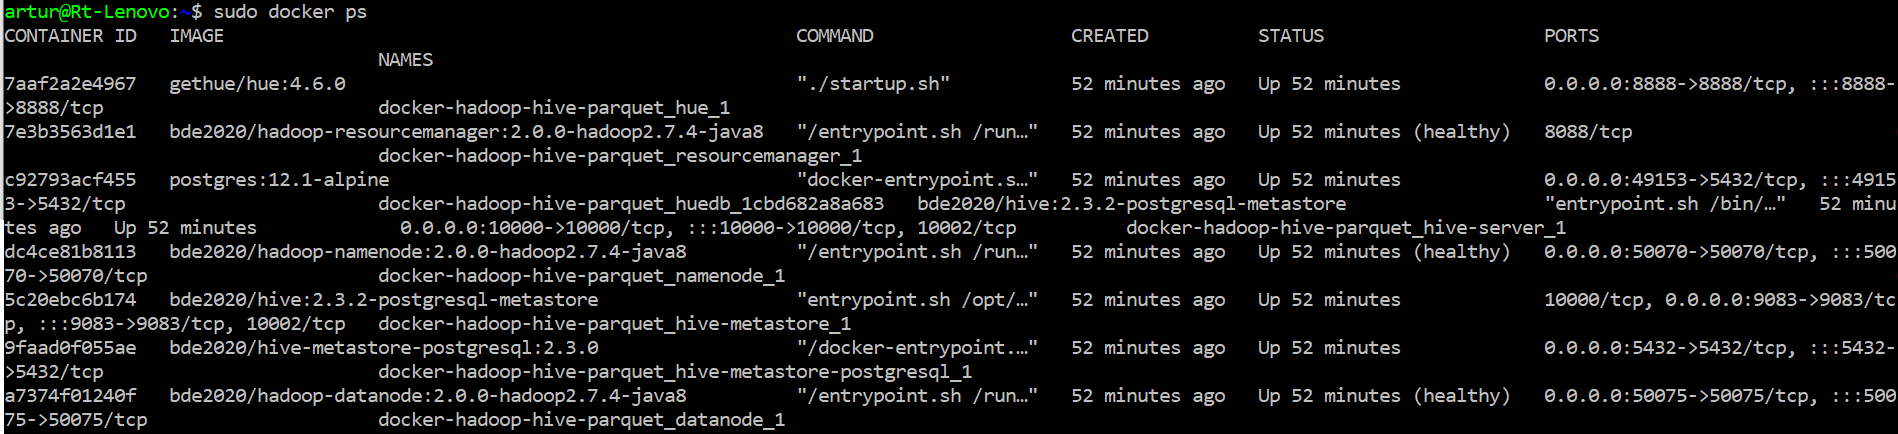 artur@Rt-Lenovo:~$ sudo docker ps
CONTAINER ID   IMAGE                                                    COMMAND                  CREATED          STATUS                    PORTS
                                  NAMES
7aaf2a2e4967   gethue/hue:4.6.0                                         "./startup.sh"           52 minutes ago   Up 52 minutes             0.0.0.0:8888->8888/tcp, :::8888-
>8888/tcp                         docker-hadoop-hive-parquet_hue_1
7e3b3563d1e1   bde2020/hadoop-resourcemanager:2.0.0-hadoop2.7.4-java8   "/entrypoint.sh /run…"   52 minutes ago   Up 52 minutes (healthy)   8088/tcp
                                  docker-hadoop-hive-parquet_resourcemanager_1
c92793acf455   postgres:12.1-alpine                                     "docker-entrypoint.s…"   52 minutes ago   Up 52 minutes             0.0.0.0:49153->5432/tcp, :::4915
3->5432/tcp                       docker-hadoop-hive-parquet_huedb_1cbd682a8a683   bde2020/hive:2.3.2-postgresql-metastore                  "entrypoint.sh /bin/…"   52 minu
tes ago   Up 52 minutes             0.0.0.0:10000->10000/tcp, :::10000->10000/tcp, 10002/tcp          docker-hadoop-hive-parquet_hive-server_1
dc4ce81b8113   bde2020/hadoop-namenode:2.0.0-hadoop2.7.4-java8          "/entrypoint.sh /run…"   52 minutes ago   Up 52 minutes (healthy)   0.0.0.0:50070->50070/tcp, :::500
70->50070/tcp                     docker-hadoop-hive-parquet_namenode_1
5c20ebc6b174   bde2020/hive:2.3.2-postgresql-metastore                  "entrypoint.sh /opt/…"   52 minutes ago   Up 52 minutes             10000/tcp, 0.0.0.0:9083->9083/tc
p, :::9083->9083/tcp, 10002/tcp   docker-hadoop-hive-parquet_hive-metastore_1
9faad0f055ae   bde2020/hive-metastore-postgresql:2.3.0                  "/docker-entrypoint.…"   52 minutes ago   Up 52 minutes             0.0.0.0:5432->5432/tcp, :::5432-
>5432/tcp                         docker-hadoop-hive-parquet_hive-metastore-postgresql_1
a7374f01240f   bde2020/hadoop-datanode:2.0.0-hadoop2.7.4-java8          "/entrypoint.sh /run…"   52 minutes ago   Up 52 minutes (healthy)   0.0.0.0:50075->50075/tcp, :::500
75->50075/tcp                     docker-hadoop-hive-parquet_datanode_1